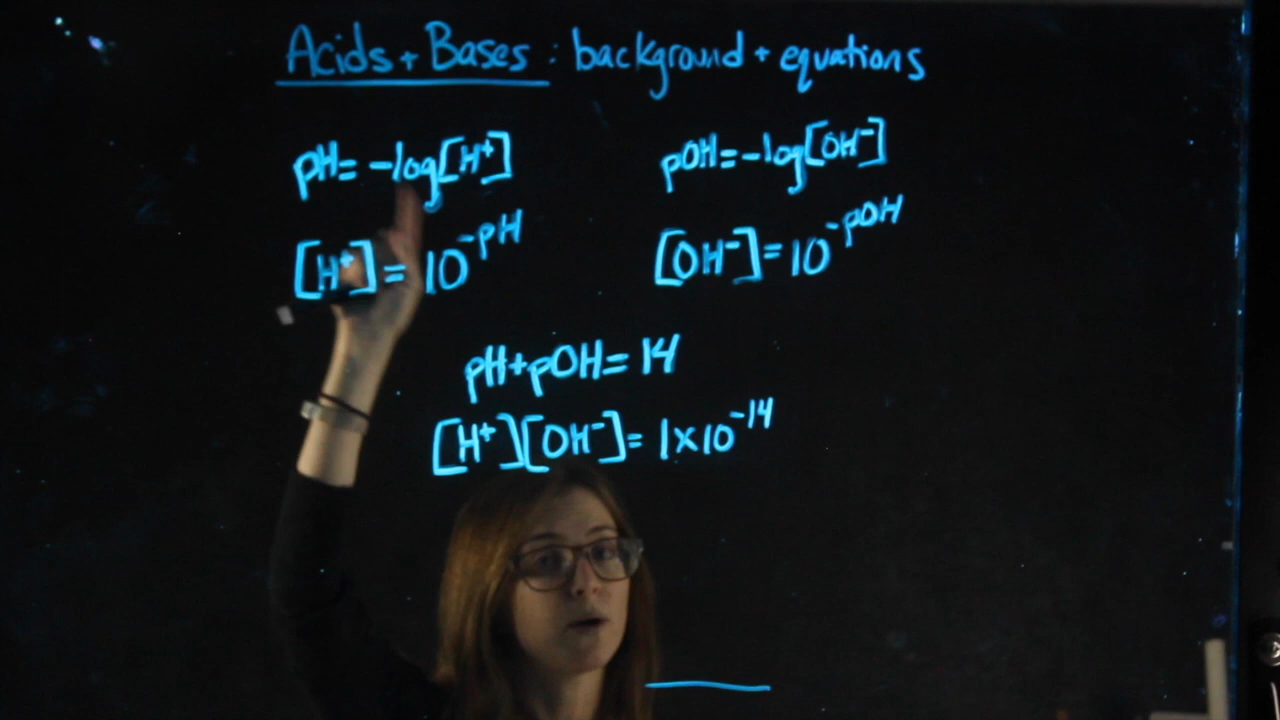 Acids + Bases : background + equations
pH = -log[H⁺]
pOH = -log[OH⁻]
[H⁺] = 10^-pH
[OH⁻] = 10^-pOH
pH + pOH = 14
[H⁺][OH⁻] = 1×10^-14